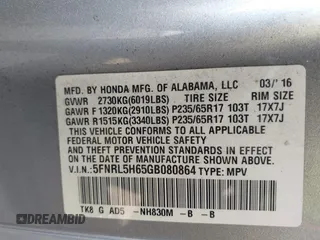 MFD. BY HONDA MFG. OF ALABAMA, LLC 03/'16
GVWR 2730KG(6019LBS) TIRE SIZE RIM SIZE
GAWR F 1320KG(2910LBS) P235/65R17 103T 17X7J
GAWR R1515KG(3340LBS) P235/65R17 103T 17X7J
THIS VEHICLE CONFORMS TO ALL APPLICABLE
FEDERAL MOTOR VEHICLE SAFETY AND THEFT
PREVENTION STANDARDS IN EFFECT ON THE DATE
OF MANUFACTURE SHOWN ABOVE.
V.I.N.: 5FNRL5H65GB080864 TYPE: MPV
TK8 G AD5 -NH830M -B -B
DREAMBID